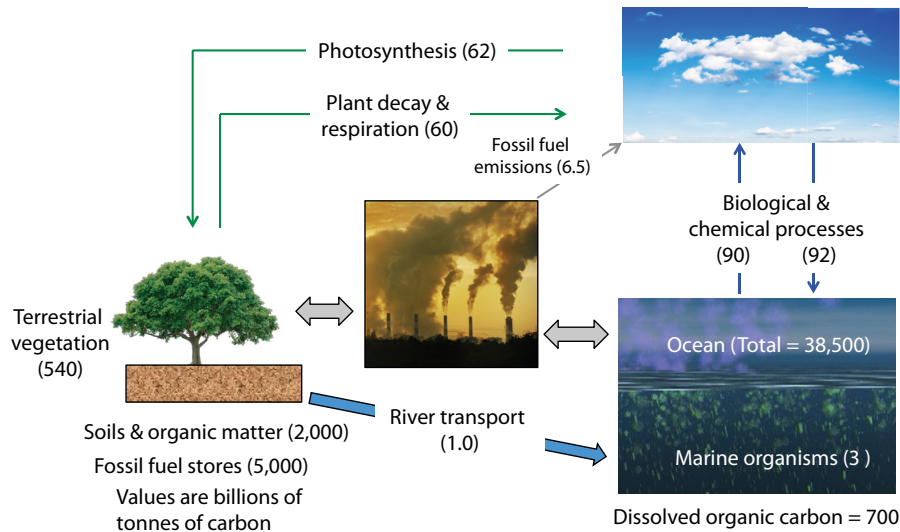 Photosynthesis (62)
Plant decay &
respiration (60)
Fossil fuel
emissions (6.5)
Biological &
chemical processes
(90) (92)
Terrestrial
vegetation
(540)
Ocean (Total = 38,500)
River transport
(1.0)
Soils & organic matter (2,000)
Marine organisms (3 )
Fossil fuel stores (5,000)
Values are billions of
tonnes of carbon
Dissolved organic carbon = 700